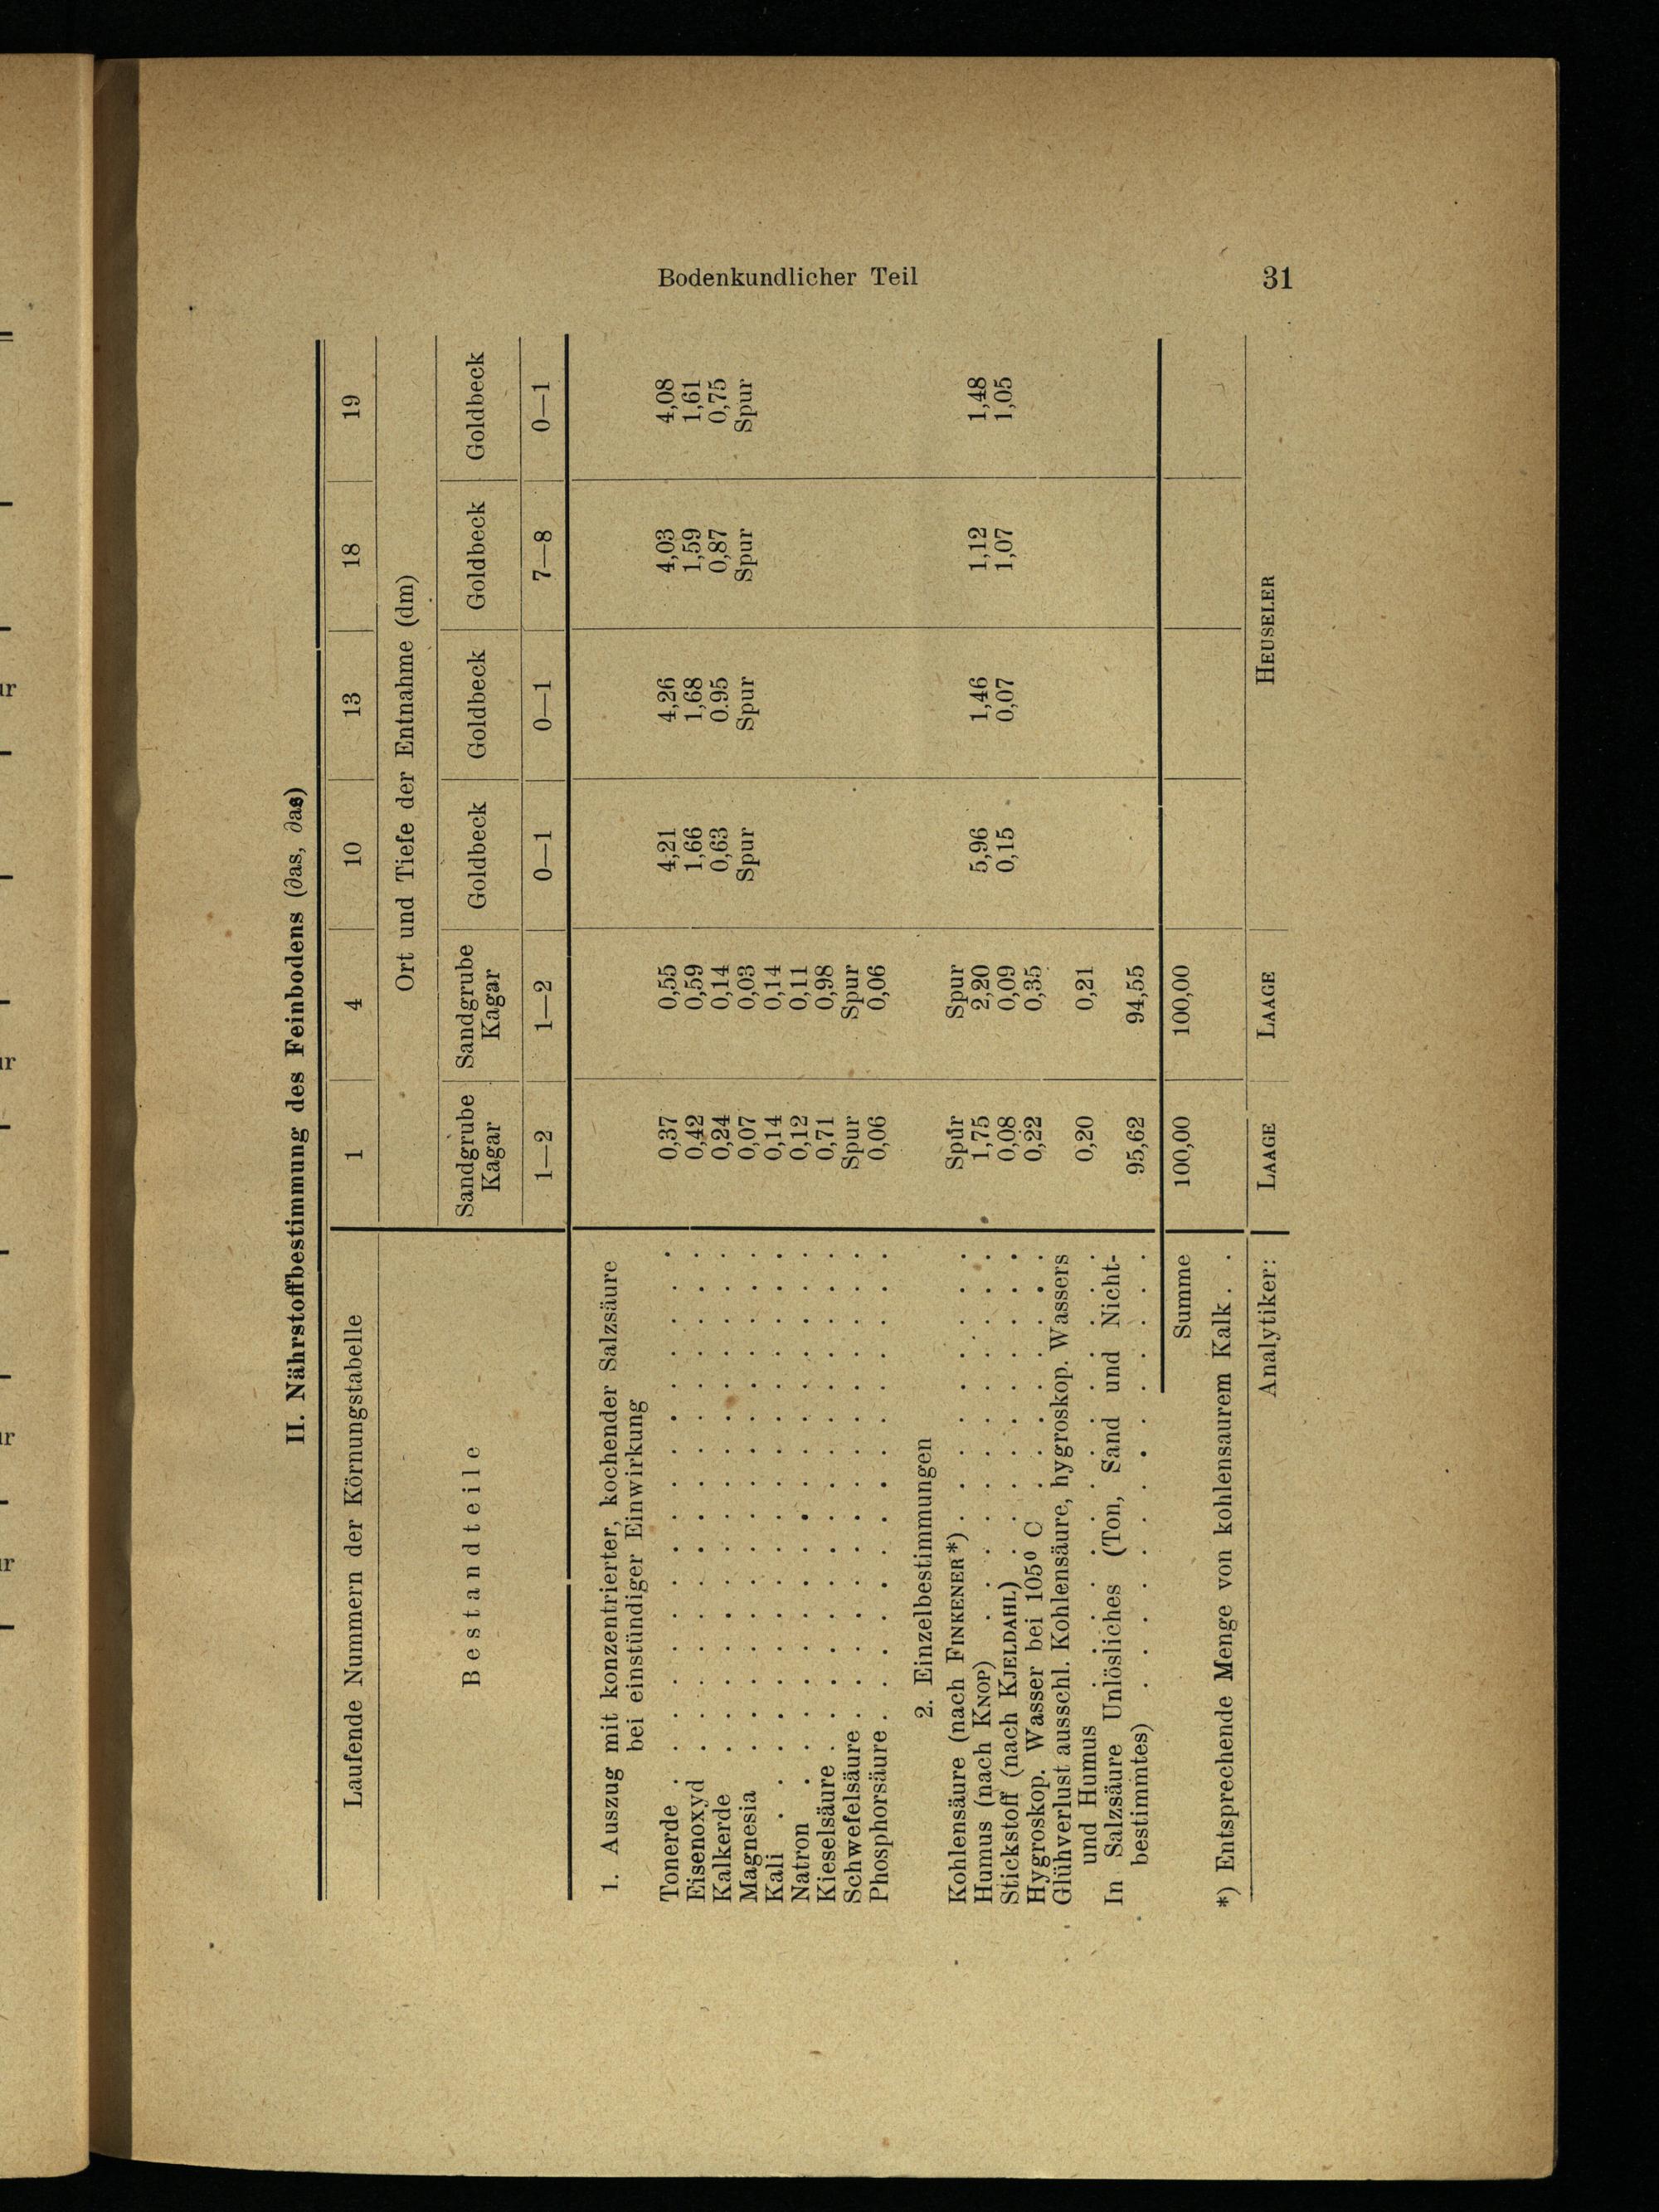 Bodenkundlicher Teil 31
II. Nährstoffbestimmung des Feinbodens (∂as, ∂as)
Laufende Nummern der Körnungstabelle 1 4 10 13 18 19
Ort und Tiefe der Entnahme (dm)
Bestandteile Sandgrube Kagar Sandgrube Kagar Goldbeck Goldbeck Goldbeck Goldbeck
1—2 1—2 0—1 0—1 7—8 0—1
1. Auszug mit konzentrierter, kochender Salzsäure
bei einstündiger Einwirkung
Tonerde 0,37 0,55 4,21 4,26 4,03 4,08
Eisenoxyd 0,42 0,59 1,66 1,68 1,59 1,61
Kalkerde 0,24 0,14 0,63 0.95 0,87 0,75
Magnesia 0,07 0,03 Spur Spur Spur Spur
Kali 0,14 0,14
Natron 0,12 0,11
Kieselsäure 0,71 0,98
Schwefelsäure Spur Spur
Phosphorsäure 0,06 0,06
2. Einzelbestimmungen
Kohlensäure (nach FINKENER*) Spur Spur
Humus (nach KNOP) 1,75 2,20 5,96 1,46 1,12 1,48
Stickstoff (nach KJELDAHL) 0,08 0,09 0,15 0,07 1,07 1,05
Hygroskop. Wasser bei 105⁰ C 0,22 0,35
Glühverlust ausschl. Kohlensäure, hygroskop. Wassers
und Humus 0,20 0,21
In Salzsäure Unlösliches (Ton, Sand und Nicht-
bestimmtes) 95,62 94,55
Summe 100,00 100,00
*) Entsprechende Menge von kohlensaurem Kalk . .
Analytiker: LAAGE LAAGE HEUSELER
ur
ur
ur
ur